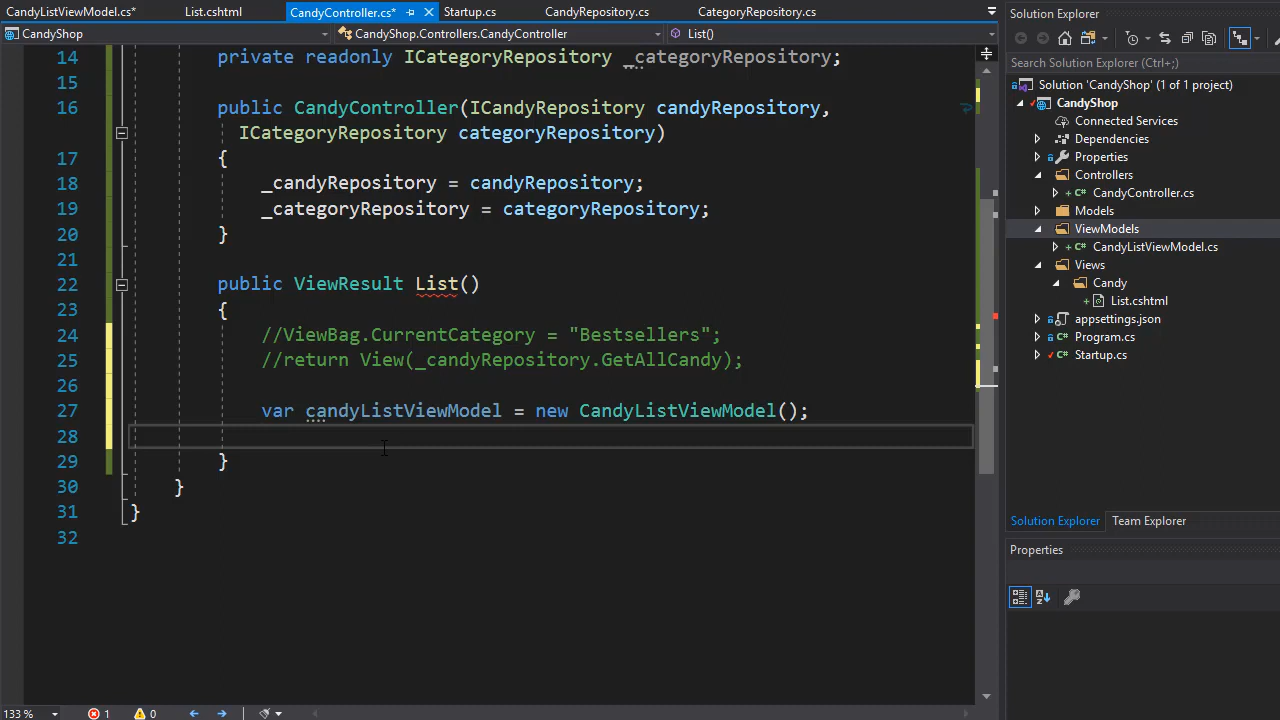 CandyListViewModel.cs*
List.cshtml
CandyController.cs*
Startup.cs
CandyRepository.cs
CategoryRepository.cs
CandyShop
CandyShop.Controllers.CandyController
List()
14 private readonly ICategoryRepository _categoryRepository;
15
16 public CandyController(ICandyRepository candyRepository,
ICategoryRepository categoryRepository)
17 {
18 _candyRepository = candyRepository;
19 _categoryRepository = categoryRepository;
20 }
21
22 public ViewResult List()
23 {
24 //ViewBag.CurrentCategory = "Bestsellers";
25 //return View(_candyRepository.GetAllCandy);
26
27 var candyListViewModel = new CandyListViewModel();
28
29 }
30 }
31 }
32
133 %
1
0
Solution Explorer
Search Solution Explorer (Ctrl+;)
Solution 'CandyShop' (1 of 1 project)
CandyShop
Connected Services
Dependencies
Properties
Controllers
CandyController.cs
Models
ViewModels
CandyListViewModel.cs
Views
Candy
List.cshtml
appsettings.json
Program.cs
Startup.cs
Solution Explorer Team Explorer
Properties